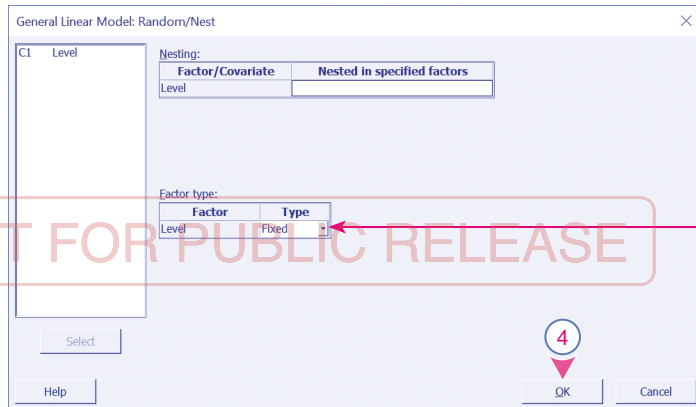 General Linear Model: Random/Nest
C1 Level
Nesting:
Factor/Covariate Nested in specified factors
Level
Factor type:
Factor Type
Level Fixed
T FOR PUBLIC RELEASE
Select
4
Help
OK
Cancel